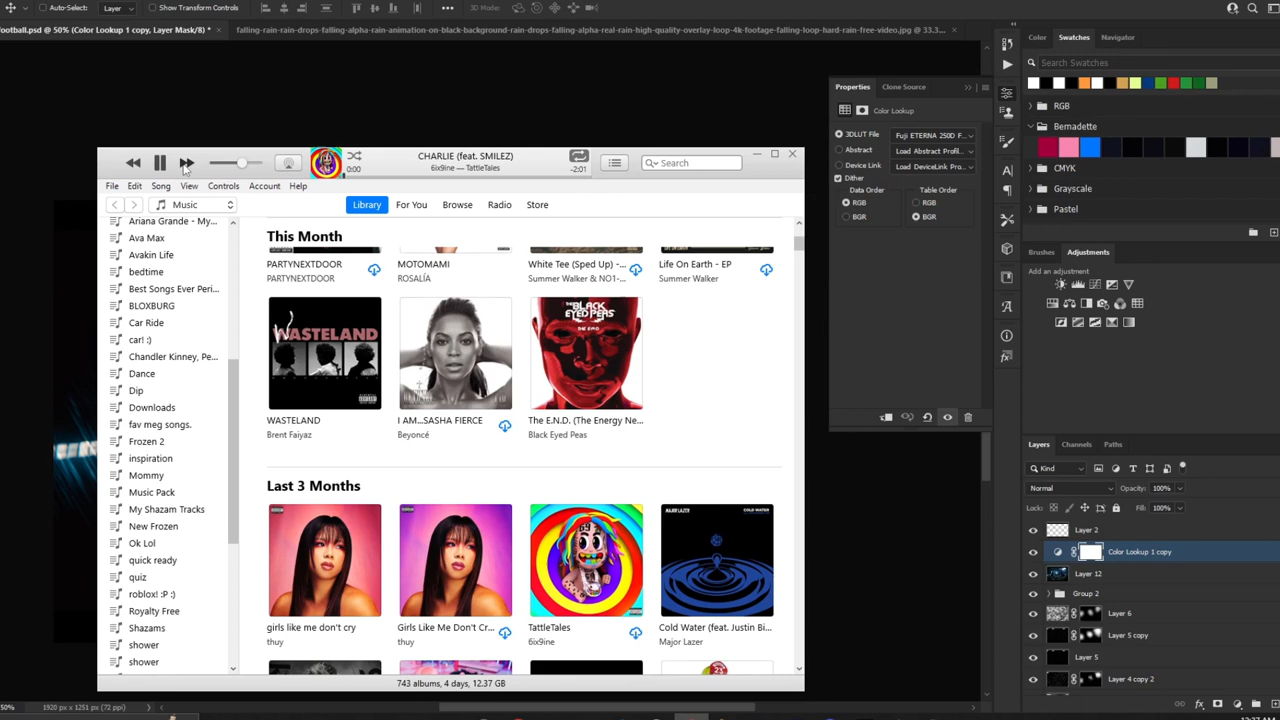 Auto-Select: Layer Show Transform Controls 3D Mode:
ootball.psd @ 50% (Color Lookup 1 copy, Layer Mask/8) *
falling-rain-rain-drops-falling-alpha-rain-animation-on-black-background-rain-drops-falling-alpha-real-rain-high-quality-overlay-loop-4k-footage-falling-loop-hard-rain-free-video.jpg @ 33.3...
CHARLIE (feat. SMILEZ)
6ix9ine — TattleTales
0:00
-2:01
Search
File Edit Song View Controls Account Help
Music
Library For You Browse Radio Store
Ariana Grande - My...
Ava Max
Avakin Life
bedtime
Best Songs Ever Peri...
BLOXBURG
Car Ride
car! :)
Chandler Kinney, Pe...
Dance
Dip
Downloads
fav meg songs.
Frozen 2
inspiration
Mommy
Music Pack
My Shazam Tracks
New Frozen
Ok Lol
quick ready
quiz
roblox! :P :)
Royalty Free
Shazams
shower
shower
This Month
PARTYNEXTDOOR
PARTYNEXTDOOR
MOTOMAMI
ROSALÍA
White Tee (Sped Up) -...
Summer Walker & NO1-...
Life On Earth - EP
Summer Walker
WASTELAND
THE BLACK
EYED PEAS
THE E.N.D
WASTELAND
Brent Faiyaz
I AM...SASHA FIERCE
Beyoncé
The E.N.D. (The Energy Ne...
Black Eyed Peas
Last 3 Months
MAJOR LAZER
COLD WATER
girls like me don't cry
thuy
Girls Like Me Don't Cr...
thuy
TattleTales
6ix9ine
Cold Water (feat. Justin Bi...
Major Lazer
743 albums, 4 days, 12.37 GB
Properties Clone Source
Color Lookup
3DLUT File Fuji ETERNA 250D F...
Abstract Load Abstract Profil...
Device Link Load DeviceLink Pro...
Dither
Data Order Table Order
RGB RGB
BGR BGR
Color Swatches Navigator
Search Swatches
RGB
Bernadette
CMYK
Grayscale
Pastel
Brushes Adjustments
Add an adjustment
Layers Channels Paths
Kind
Normal Opacity: 100%
Lock: Fill: 100%
Layer 2
Color Lookup 1 copy
Layer 12
Group 2
Layer 6
Layer 5 copy
Layer 5
Layer 4 copy 2
50% 1920 px x 1251 px (72 ppi)